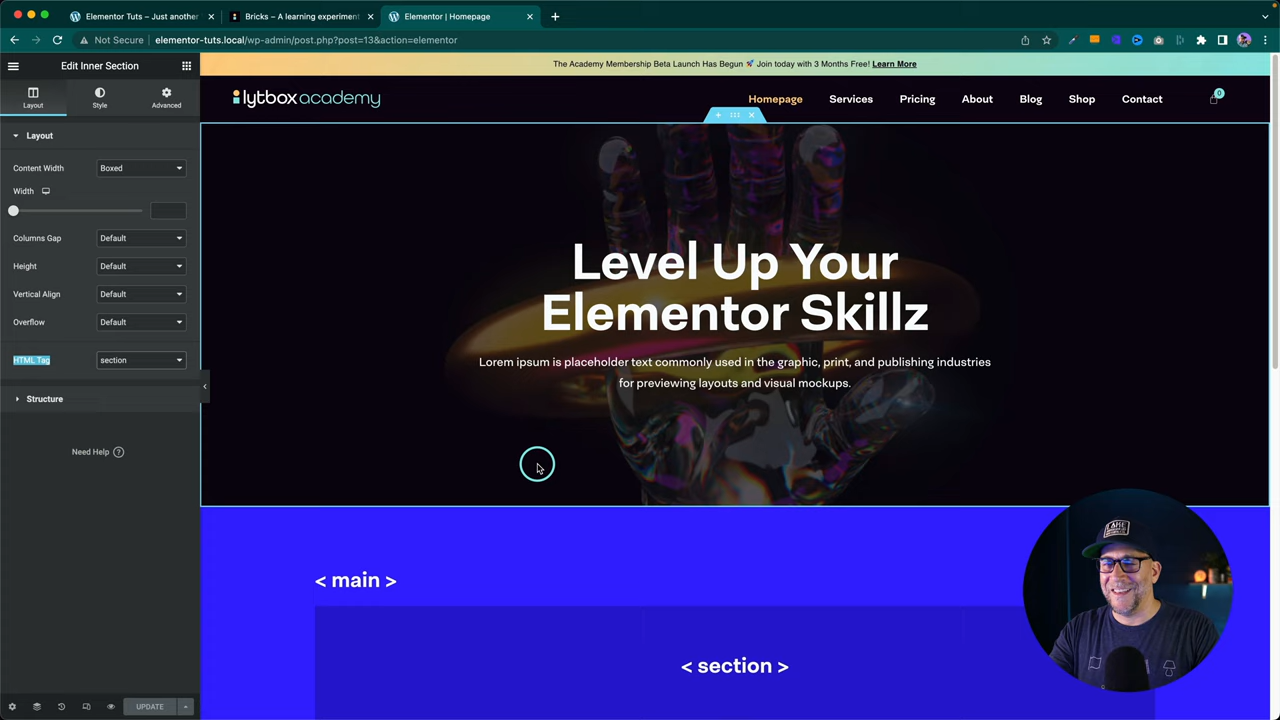 Elementor Tuts – Just another
Bricks – A learning experiment
Elementor | Homepage
Not Secure
elementor-tuts.local/wp-admin/post.php?post=13&action=elementor
Edit Inner Section
The Academy Membership Beta Launch Has Begun 🚀 Join today with 3 Months Free! Learn More
Layout
Style
Advanced
lytboxacademy
Homepage
Services
Pricing
About
Blog
Shop
Contact
0
Layout
Content Width
Boxed
Width
Columns Gap
Default
Height
Default
Vertical Align
Default
Overflow
Default
HTML Tag
section
Structure
Need Help
Level Up Your
Elementor Skillz
Lorem ipsum is placeholder text commonly used in the graphic, print, and publishing industries
for previewing layouts and visual mockups.
< main >
< section >
UPDATE